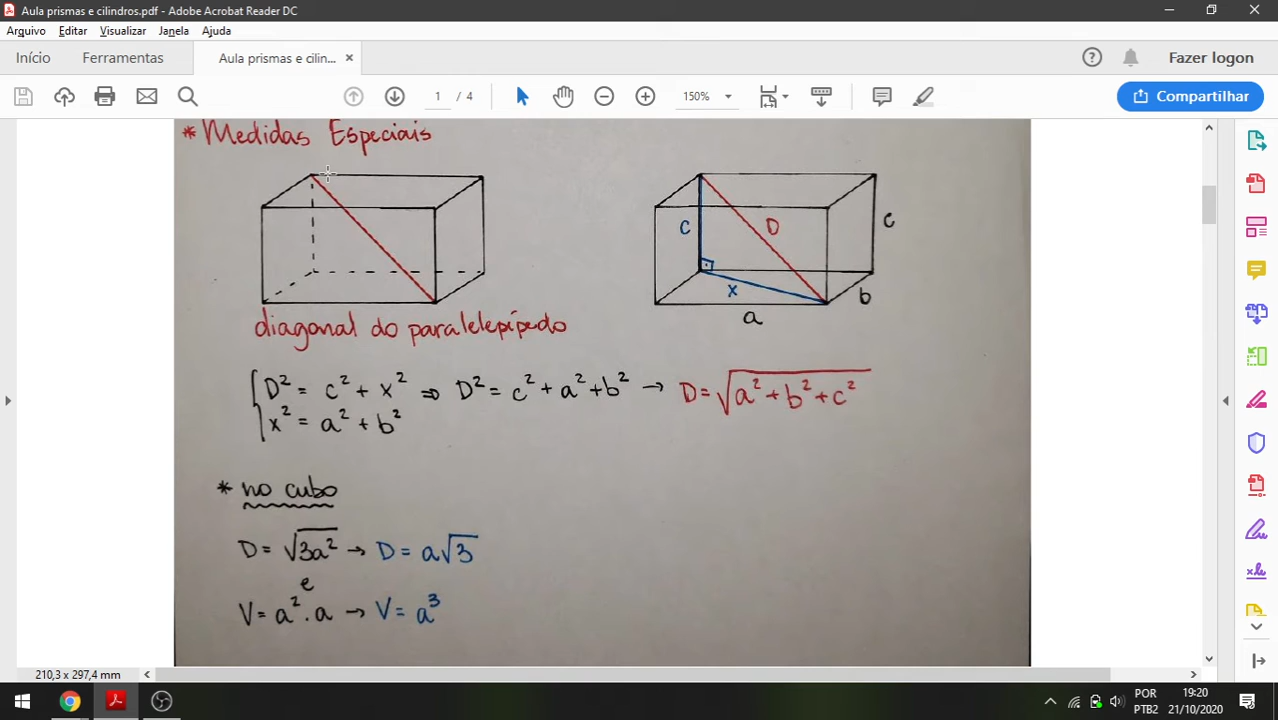 Aula prismas e cilindros.pdf - Adobe Acrobat Reader DC
Arquivo Editar Visualizar Janela Ajuda
Início Ferramentas Aula prismas e cilin... × Fazer logon
1 / 4 150% Compartilhar
* Medidas Especiais
c D c
x b
a
diagonal do paralelepípedo
D² = c² + x² ⇒ D² = c² + a² + b² → D = √a² + b² + c²
x² = a² + b²
* no cubo
D = √3a² → D = a√3
e
V = a² . a → V = a³
210,3 x 297,4 mm
POR 19:20
PTB2 21/10/2020